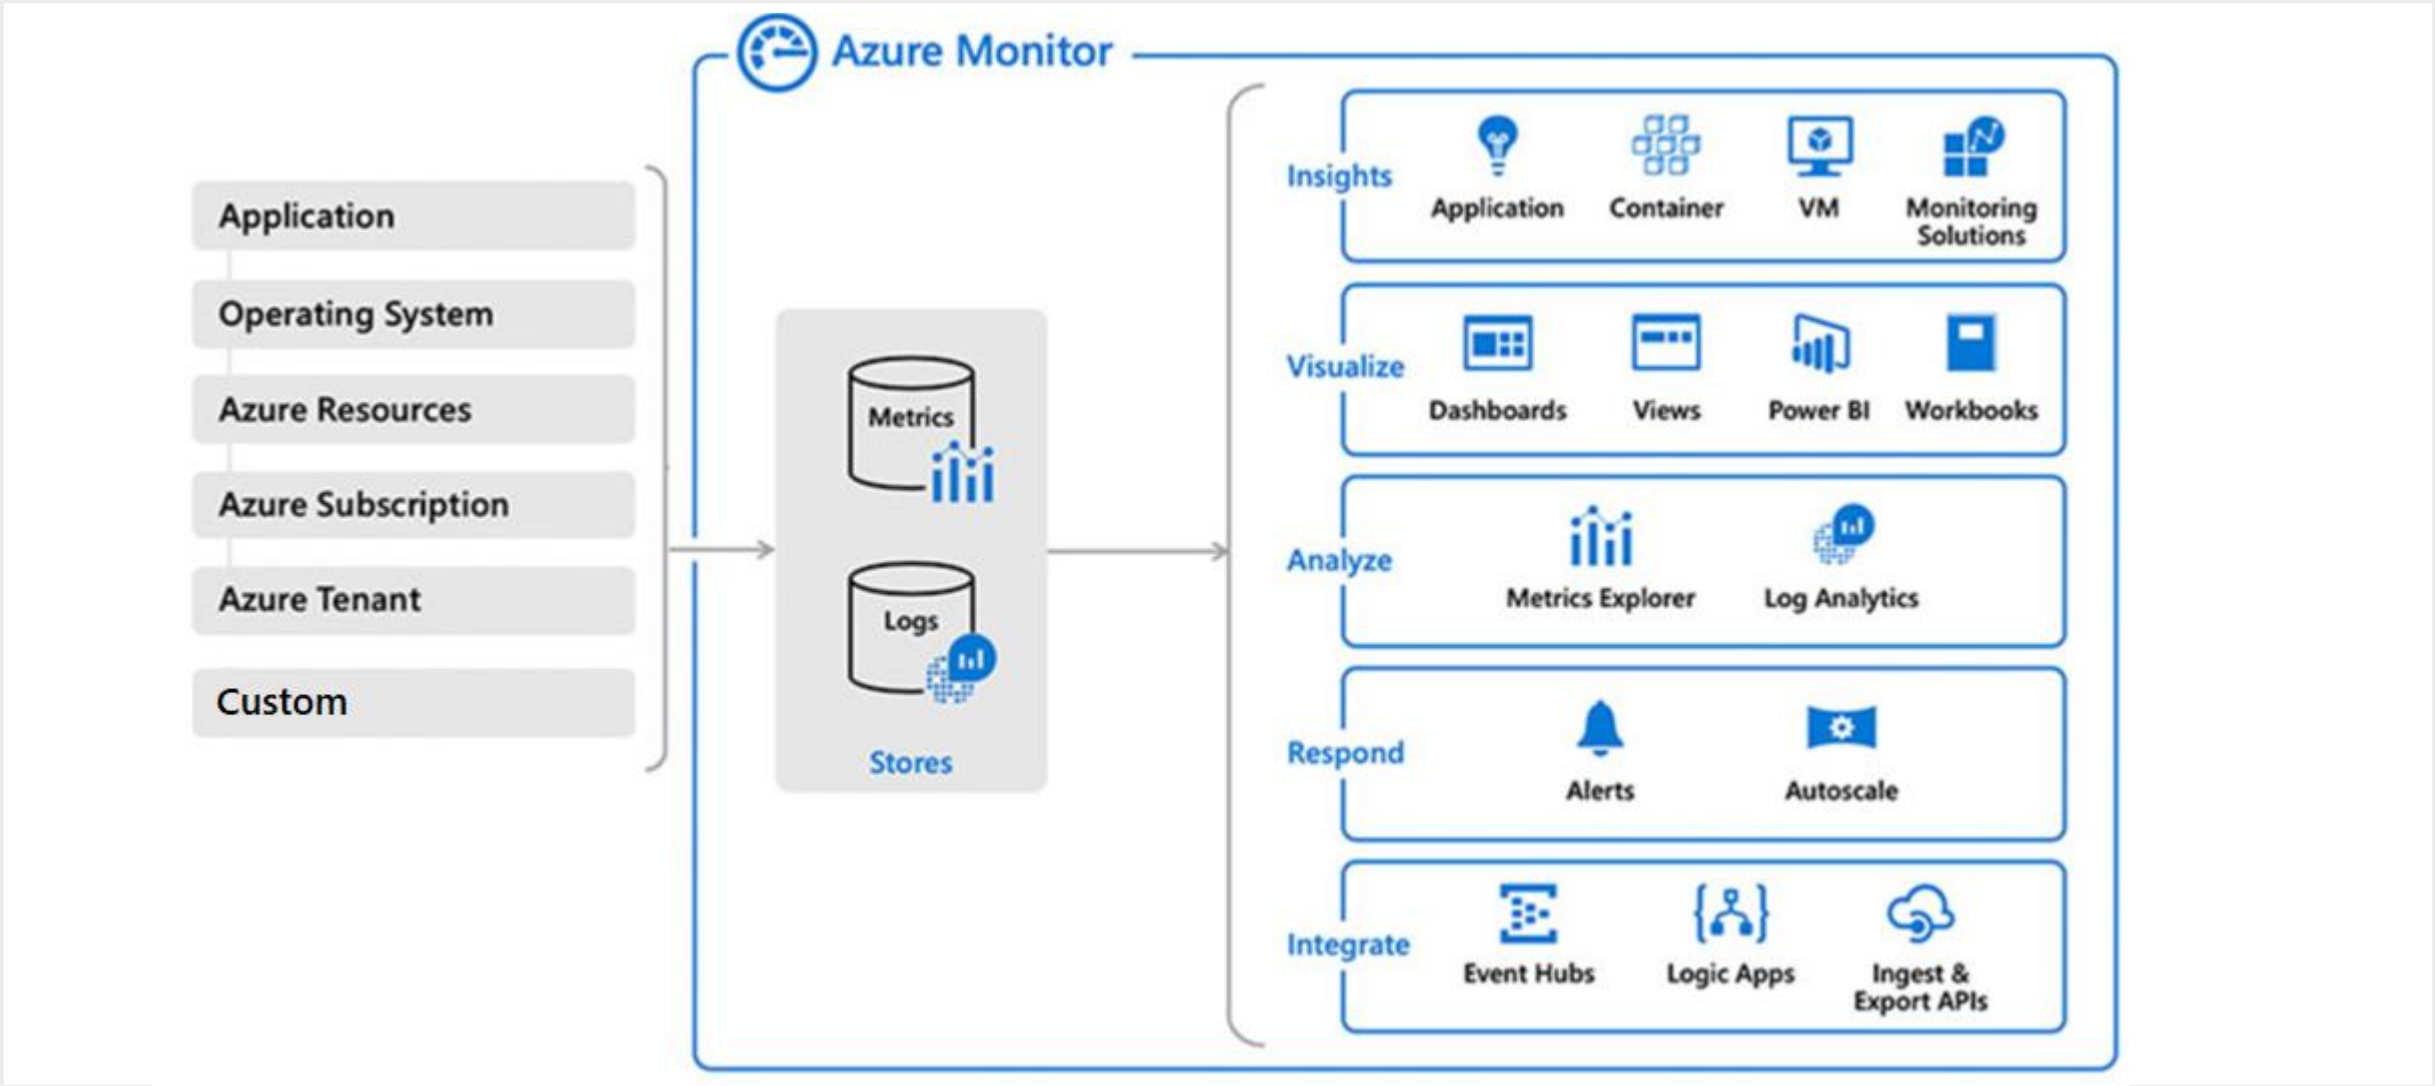 Azure Monitor
Application
Operating System
Azure Resources
Azure Subscription
Azure Tenant
Custom
Metrics
Logs
Stores
Insights
Application
Container
VM
Monitoring
Solutions
Visualize
Dashboards
Views
Power BI
Workbooks
Analyze
Metrics Explorer
Log Analytics
Respond
Alerts
Autoscale
Integrate
Event Hubs
Logic Apps
Ingest &
Export APIs